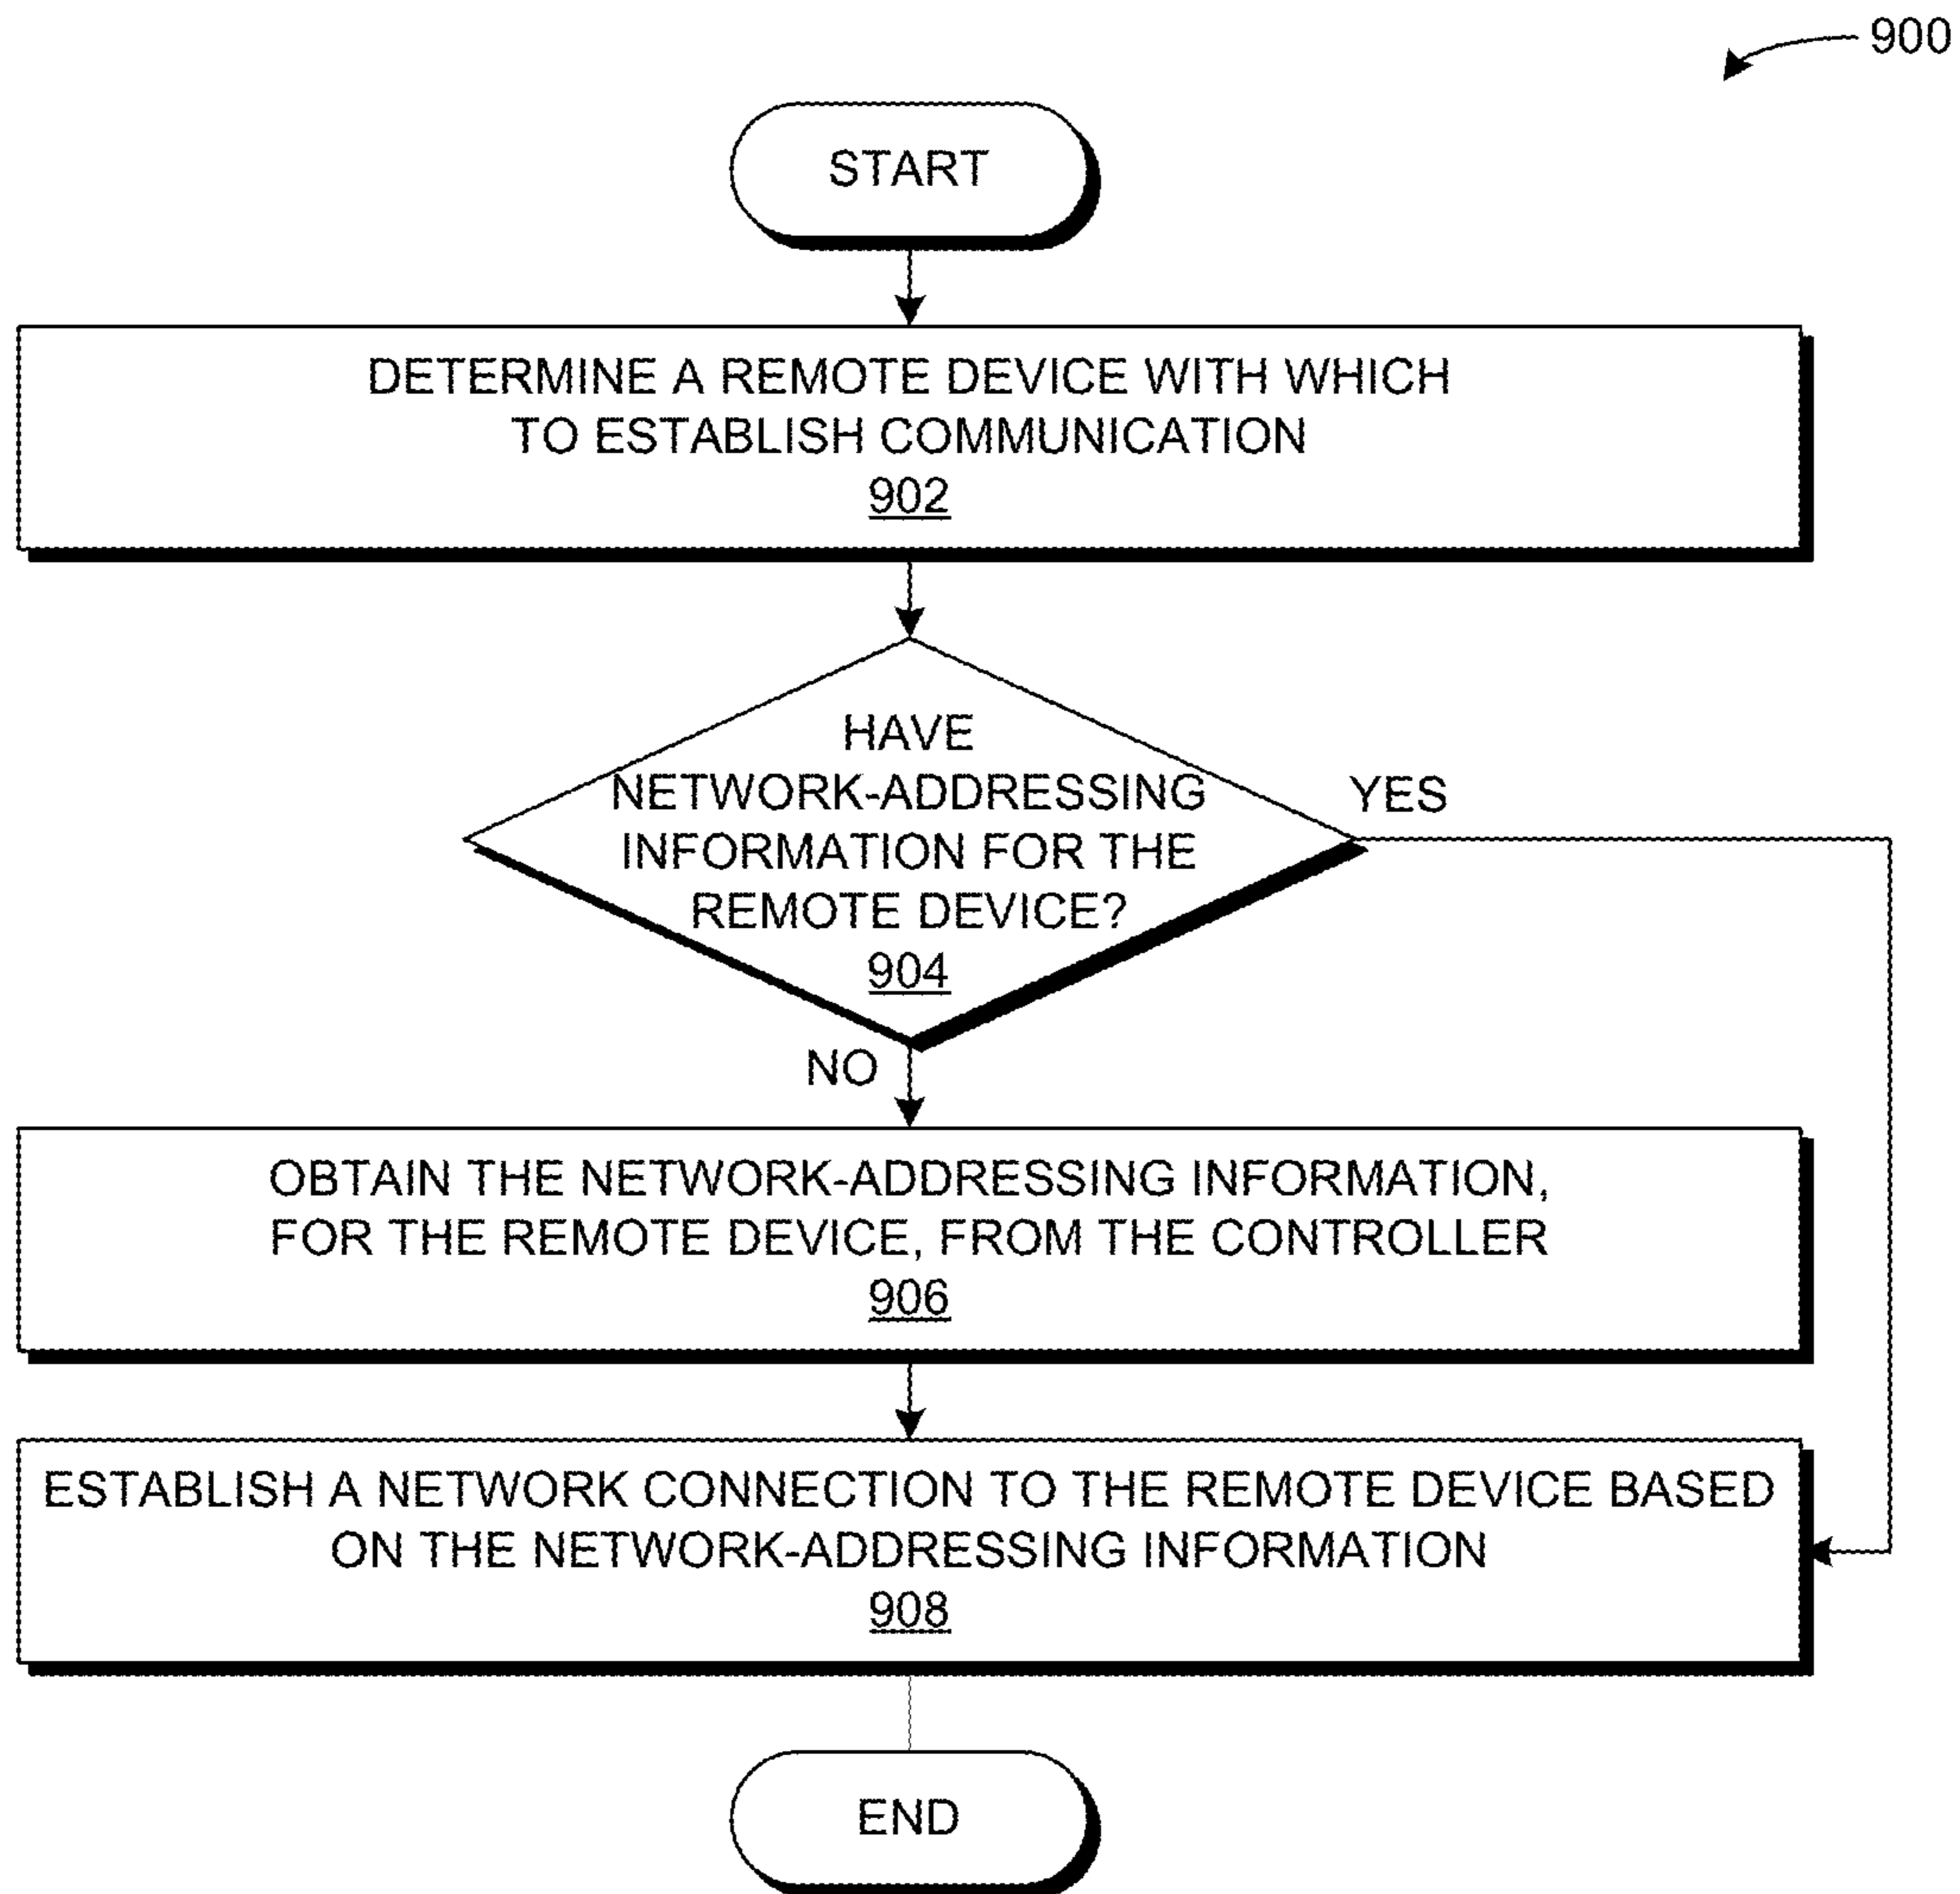 900
START
DETERMINE A REMOTE DEVICE WITH WHICH
TO ESTABLISH COMMUNICATION
902
HAVE
NETWORK-ADDRESSING
INFORMATION FOR THE
REMOTE DEVICE?
904
YES
NO
OBTAIN THE NETWORK-ADDRESSING INFORMATION,
FOR THE REMOTE DEVICE, FROM THE CONTROLLER
906
ESTABLISH A NETWORK CONNECTION TO THE REMOTE DEVICE BASED
ON THE NETWORK-ADDRESSING INFORMATION
908
END